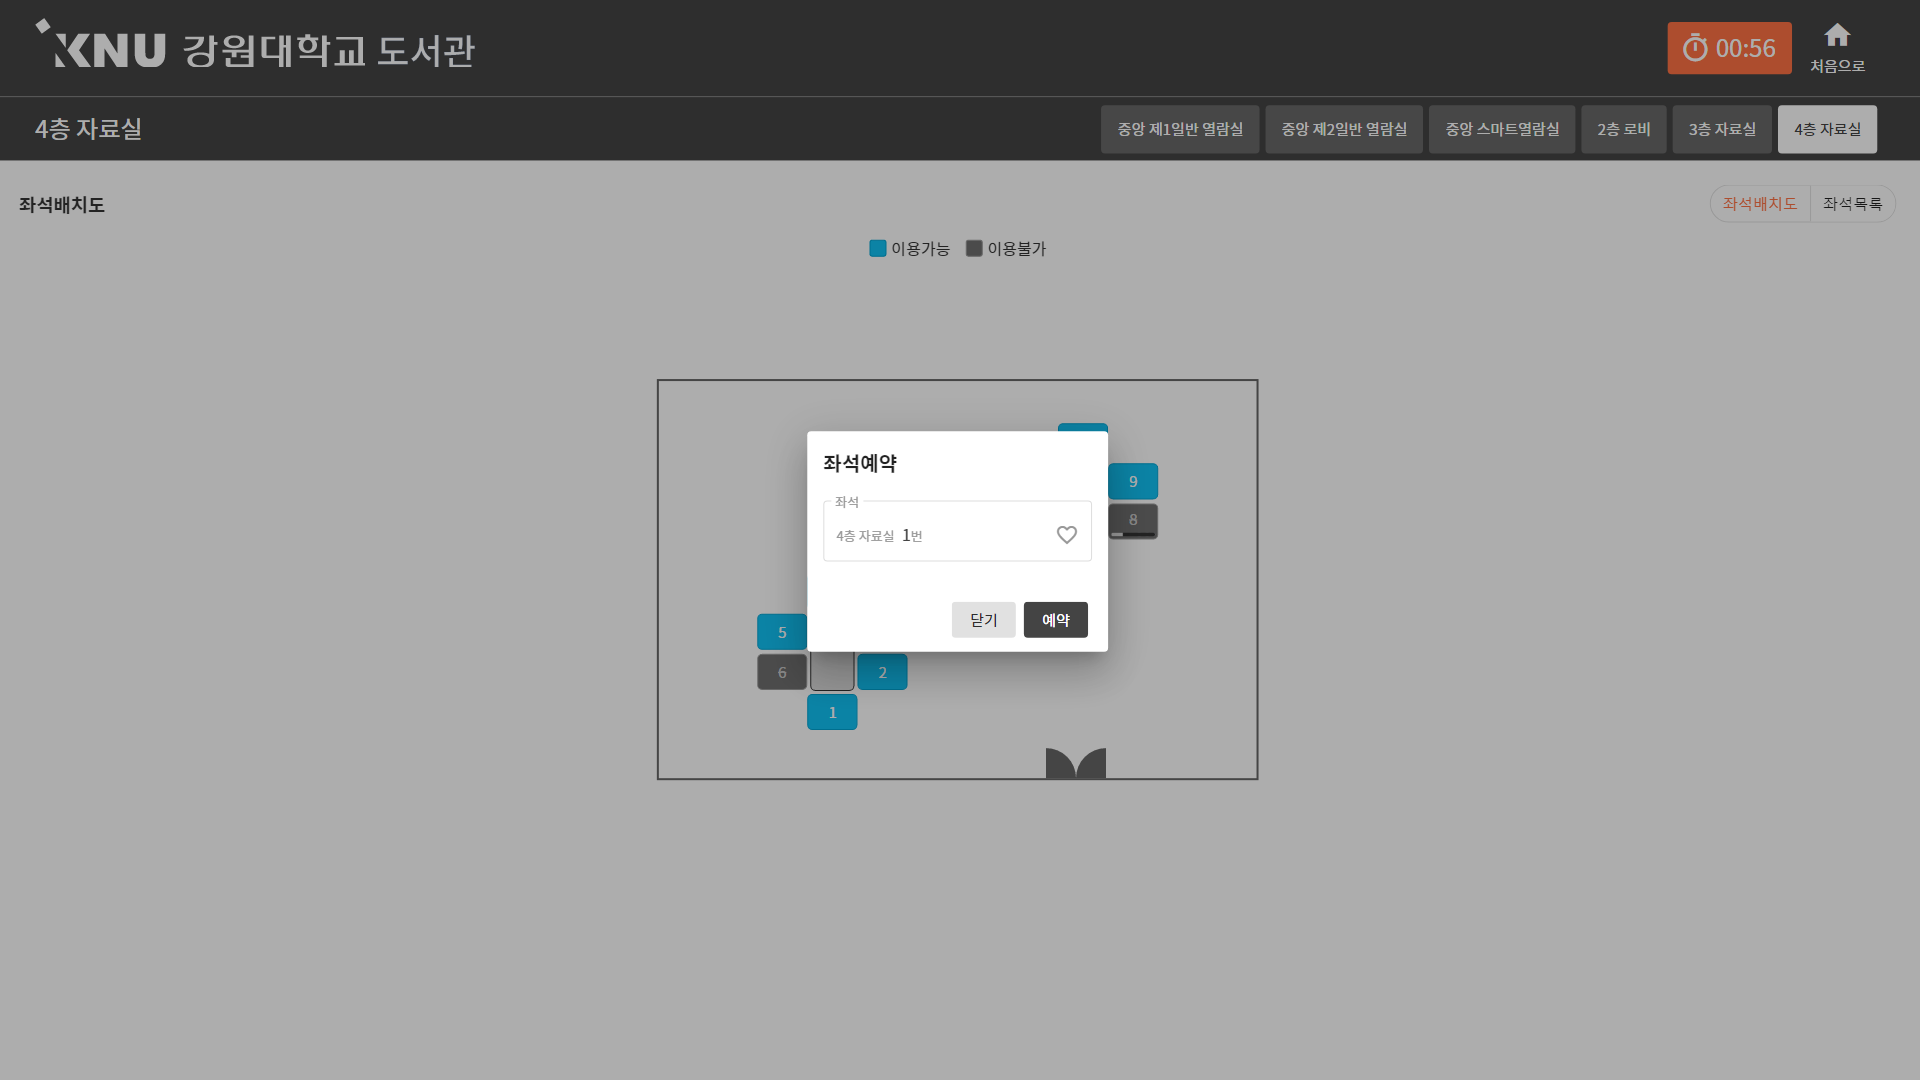 KNU 강원대학교 도서관
00:56
처음으로
4층 자료실
중앙 제1일반 열람실
중앙 제2일반 열람실
중앙 스마트열람실
2층 로비
3층 자료실
4층 자료실
좌석배치도
좌석배치도
좌석목록
이용가능
이용불가
좌석예약
좌석
4층 자료실 1번
닫기
예약
9
8
5
6
2
1